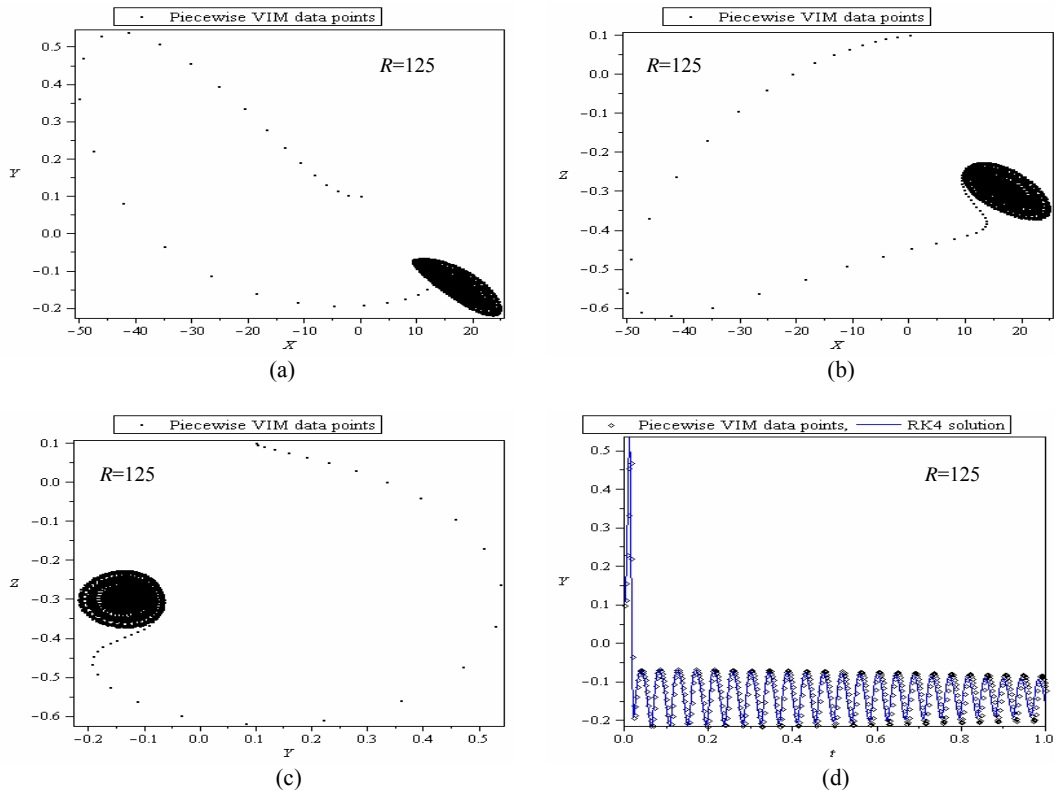 Piecewise VIM data points
R=125
0.5
0.4
0.3
0.2
0.1
0.0
−0.1
−0.2
Y
−50 −40 −30 −20 −10 0 10 20
X
(a)
Piecewise VIM data points
R=125
0.1
0.0
−0.1
−0.2
−0.3
−0.4
−0.5
−0.6
Z
−50 −40 −30 −20 −10 0 10 20
X
(b)
Piecewise VIM data points
R=125
0.1
0.0
−0.1
−0.2
−0.3
−0.4
−0.5
−0.6
Z
−0.2 −0.1 0.0 0.1 0.2 0.3 0.4 0.5
Y
(c)
Piecewise VIM data points, RK4 solution
R=125
0.5
0.4
0.3
0.2
0.1
0.0
−0.1
−0.2
Y
0.0 0.2 0.4 0.6 0.8 1.0
t
(d)